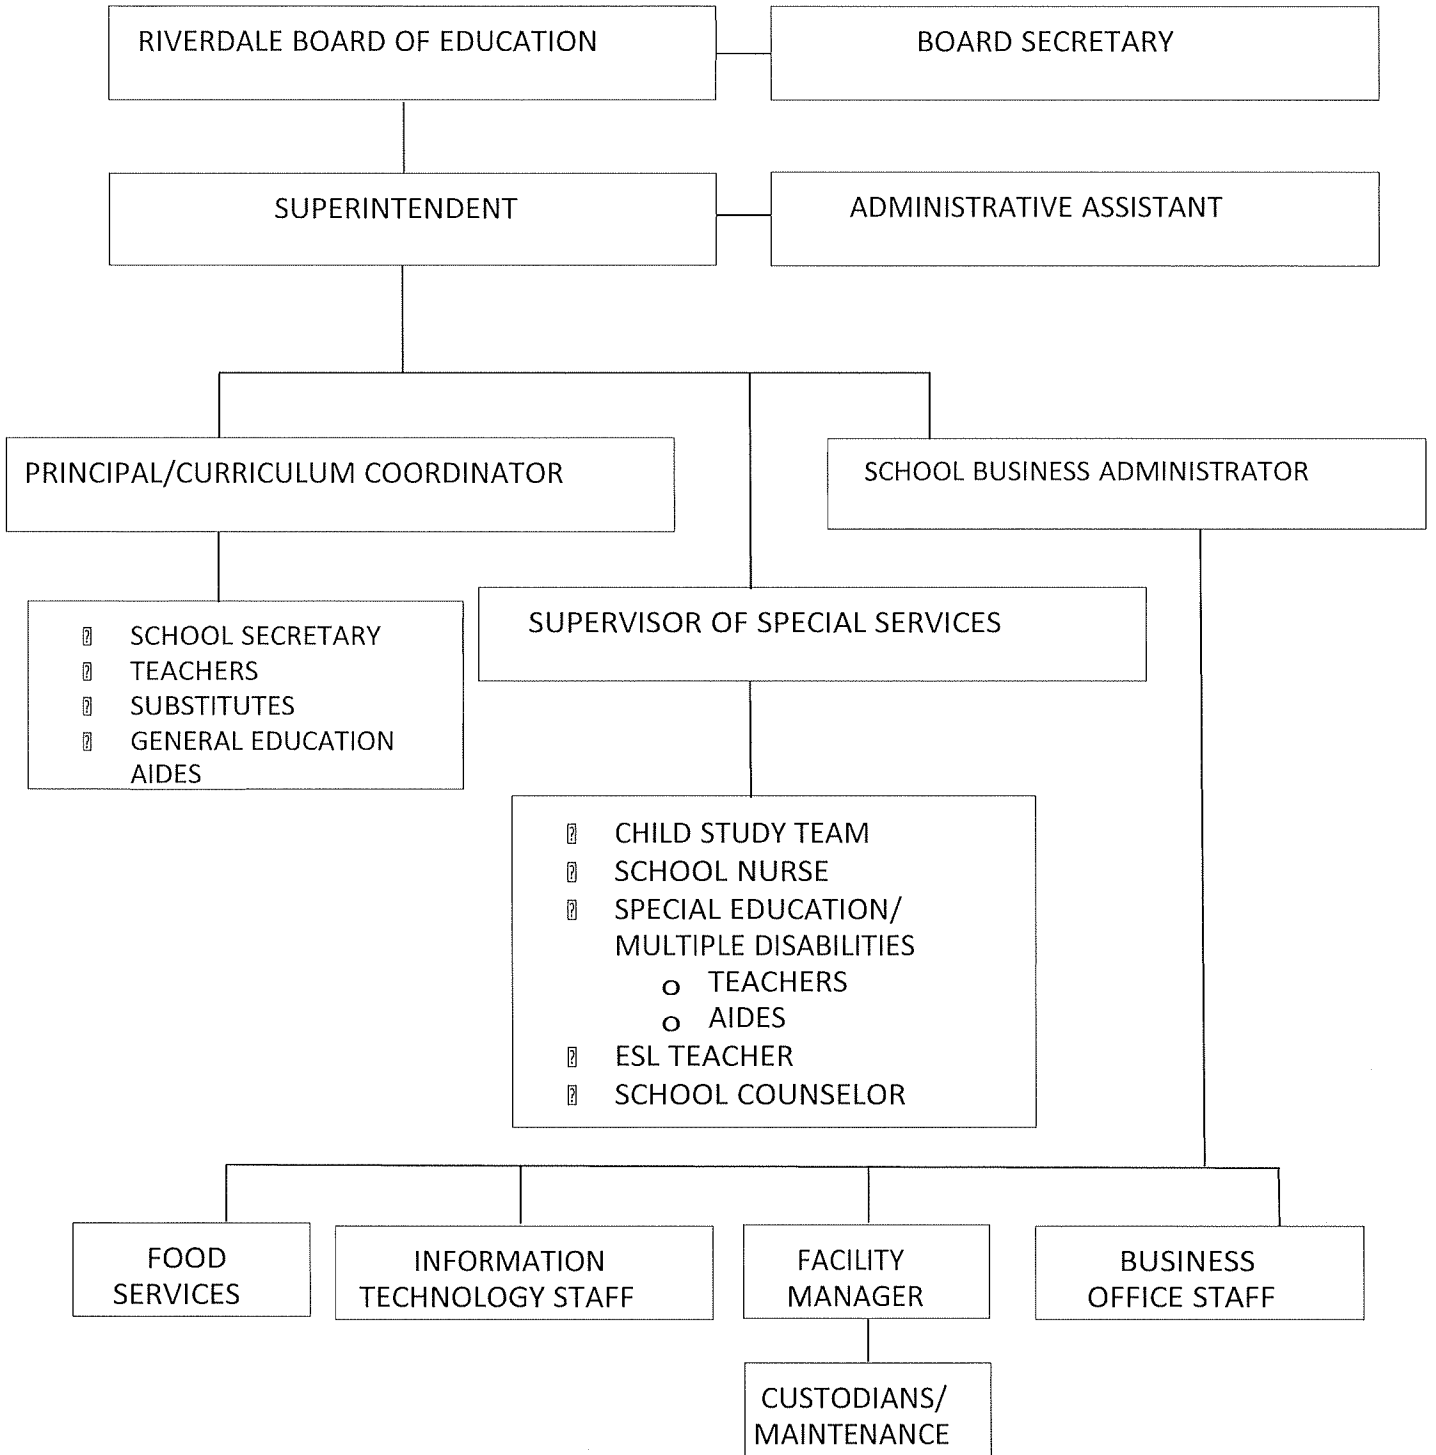 RIVERDALE BOARD OF EDUCATION
BOARD SECRETARY
SUPERINTENDENT
ADMINISTRATIVE ASSISTANT
PRINCIPAL/CURRICULUM COORDINATOR
SCHOOL BUSINESS ADMINISTRATOR
SCHOOL SECRETARY
TEACHERS
SUBSTITUTES
GENERAL EDUCATION
AIDES
SUPERVISOR OF SPECIAL SERVICES
CHILD STUDY TEAM
SCHOOL NURSE
SPECIAL EDUCATION/
MULTIPLE DISABILITIES
o TEACHERS
o AIDES
ESL TEACHER
SCHOOL COUNSELOR
FOOD
SERVICES
INFORMATION
TECHNOLOGY STAFF
FACILITY
MANAGER
BUSINESS
OFFICE STAFF
CUSTODIANS/
MAINTENANCE